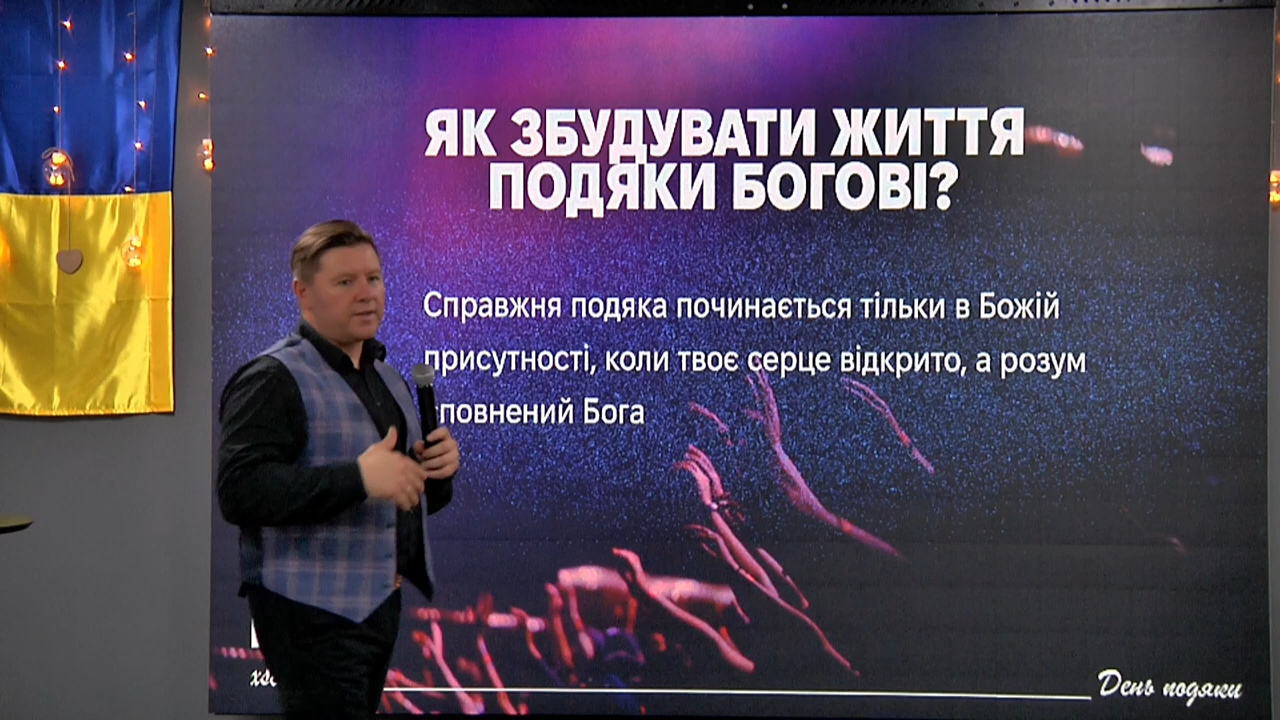 ЯК ЗБУДУВАТИ ЖИТТЯ
ПОДЯКИ БОГОВІ?
Справжня подяка починається тільки в Божій
присутності, коли твоє серце відкрито, а розум
сповнений Бога
День подяки